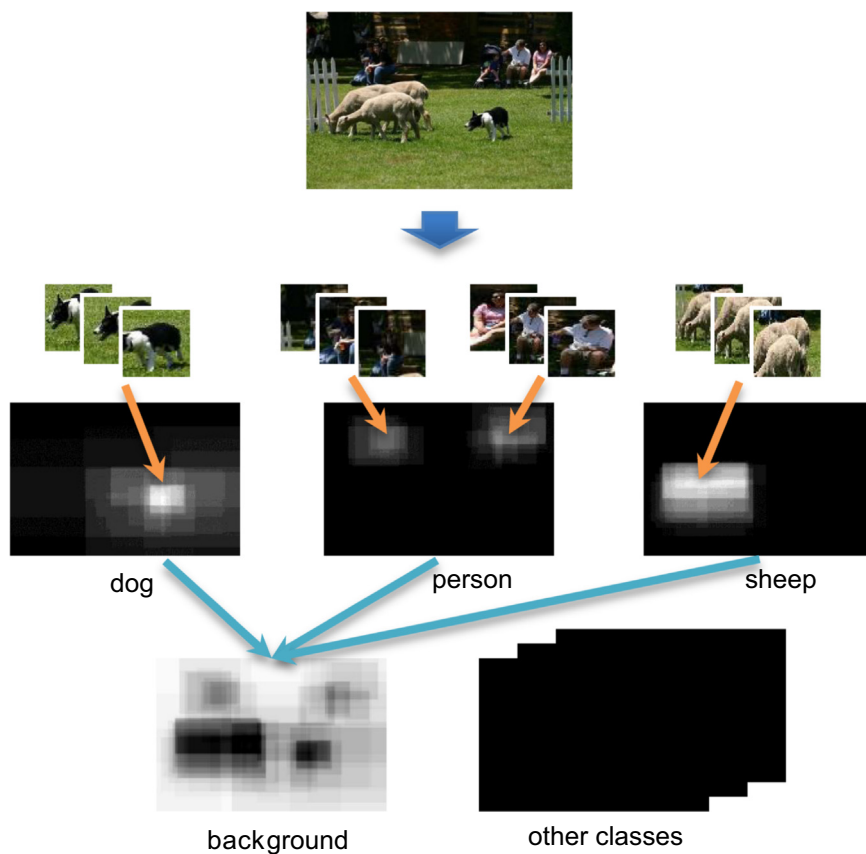 dog
person
sheep
background
other classes